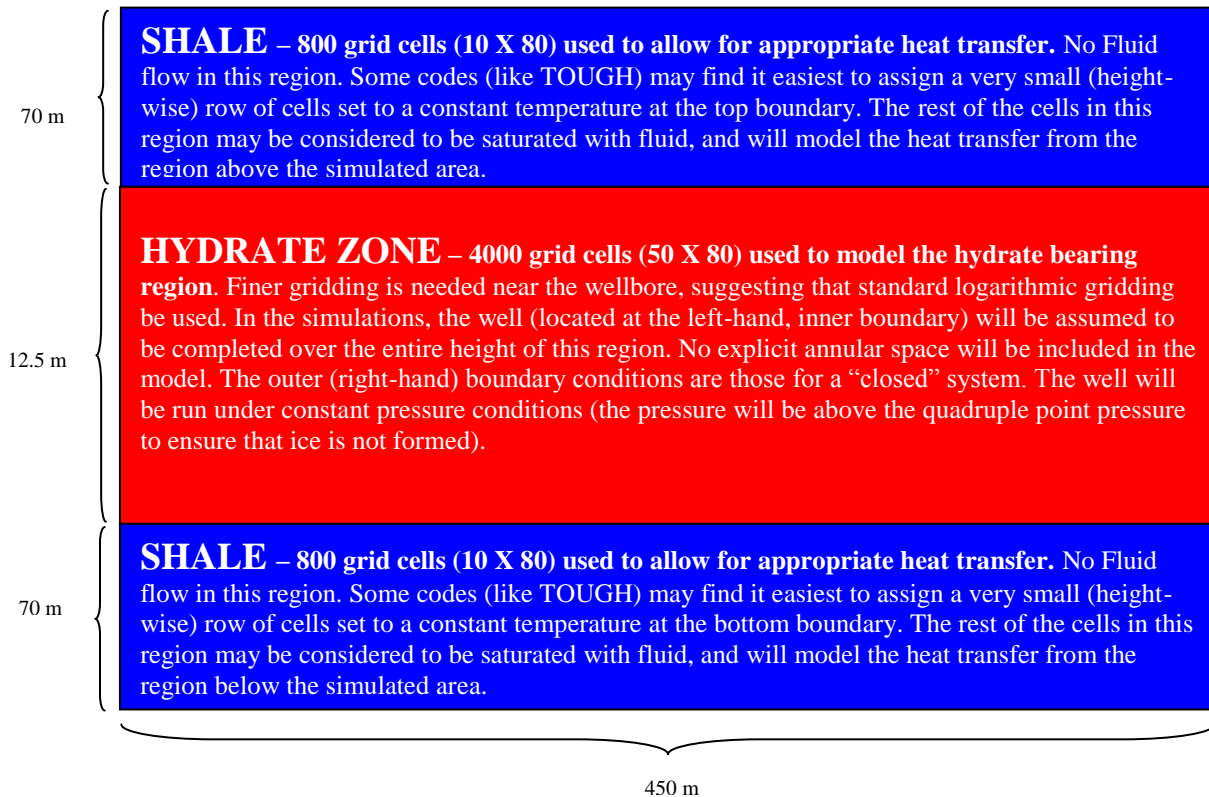 SHALE – 800 grid cells (10 X 80) used to allow for appropriate heat transfer. No Fluid
flow in this region. Some codes (like TOUGH) may find it easiest to assign a very small (height-
wise) row of cells set to a constant temperature at the top boundary. The rest of the cells in this
region may be considered to be saturated with fluid, and will model the heat transfer from the
region above the simulated area.
70 m
HYDRATE ZONE – 4000 grid cells (50 X 80) used to model the hydrate bearing
region. Finer gridding is needed near the wellbore, suggesting that standard logarithmic gridding
be used. In the simulations, the well (located at the left-hand, inner boundary) will be assumed to
be completed over the entire height of this region. No explicit annular space will be included in the
model. The outer (right-hand) boundary conditions are those for a “closed” system. The well will
be run under constant pressure conditions (the pressure will be above the quadruple point pressure
to ensure that ice is not formed).
12.5 m
SHALE – 800 grid cells (10 X 80) used to allow for appropriate heat transfer. No Fluid
flow in this region. Some codes (like TOUGH) may find it easiest to assign a very small (height-
wise) row of cells set to a constant temperature at the bottom boundary. The rest of the cells in this
region may be considered to be saturated with fluid, and will model the heat transfer from the
region below the simulated area.
70 m
450 m